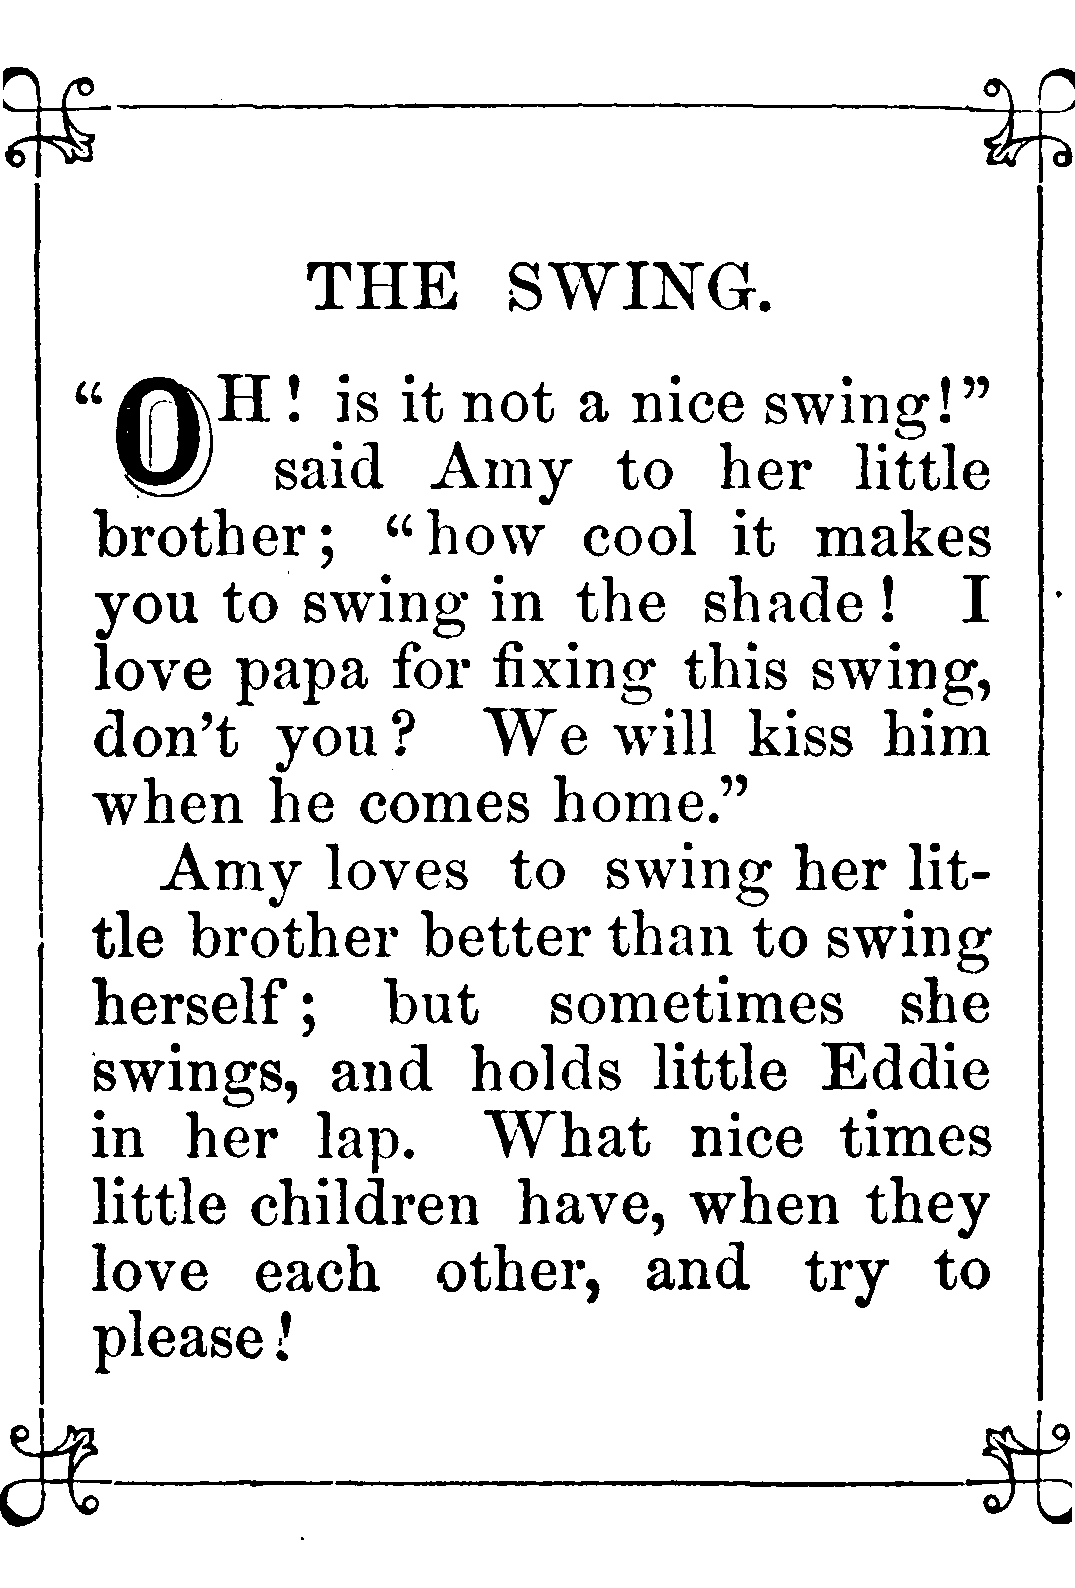 THE SWING.
“OH! is it not a nice swing!”
said Amy to her little
brother; “how cool it makes
you to swing in the shade! I
love papa for fixing this swing,
don’t you? We will kiss him
when he comes home.”
Amy loves to swing her lit-
tle brother better than to swing
herself; but sometimes she
swings, and holds little Eddie
in her lap. What nice times
little children have, when they
love each other, and try to
please!